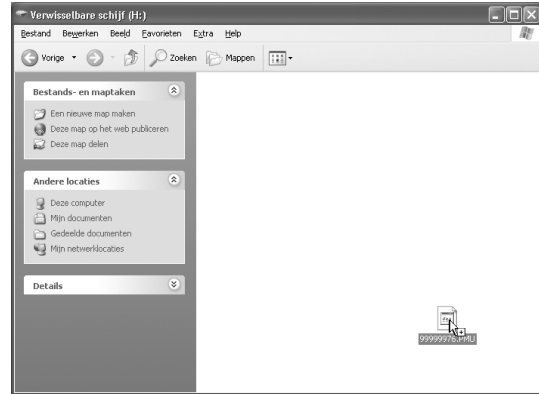 Verwisselbare schijf (H:)
Bestand Bewerken Beeld Favorieten Extra Help
Vorige Zoeken Mappen
Bestands- en maptaken
Een nieuwe map maken
Deze map op het web publiceren
Deze map delen
Andere locaties
Deze computer
Mijn documenten
Gedeelde documenten
Mijn netwerklocaties
Details
99999976.PMU